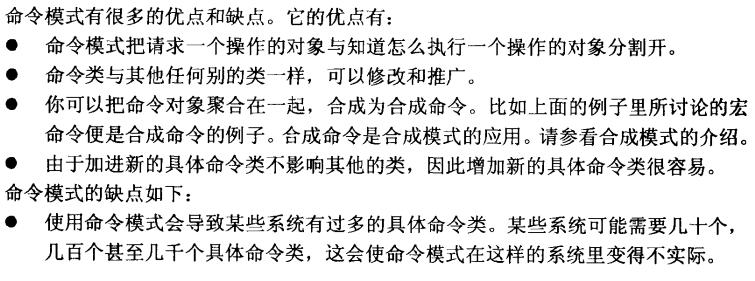 命令模式有很多的优点和缺点。它的优点有：
● 命令模式把请求一个操作的对象与知道怎么执行一个操作的对象分割开。
● 命令类与其他任何别的类一样，可以修改和推广。
● 你可以把命令对象聚合在一起，合成为合成命令。比如上面的例子里所讨论的宏
命令便是合成命令的例子。合成命令是合成模式的应用。请参看合成模式的介绍。
● 由于加进新的具体命令类不影响其他的类，因此增加新的具体命令类很容易。
命令模式的缺点如下：
● 使用命令模式会导致某些系统有过多的具体命令类。某些系统可能需要几十个，
几百个甚至几千个具体命令类，这会使命令模式在这样的系统里变得不实际。